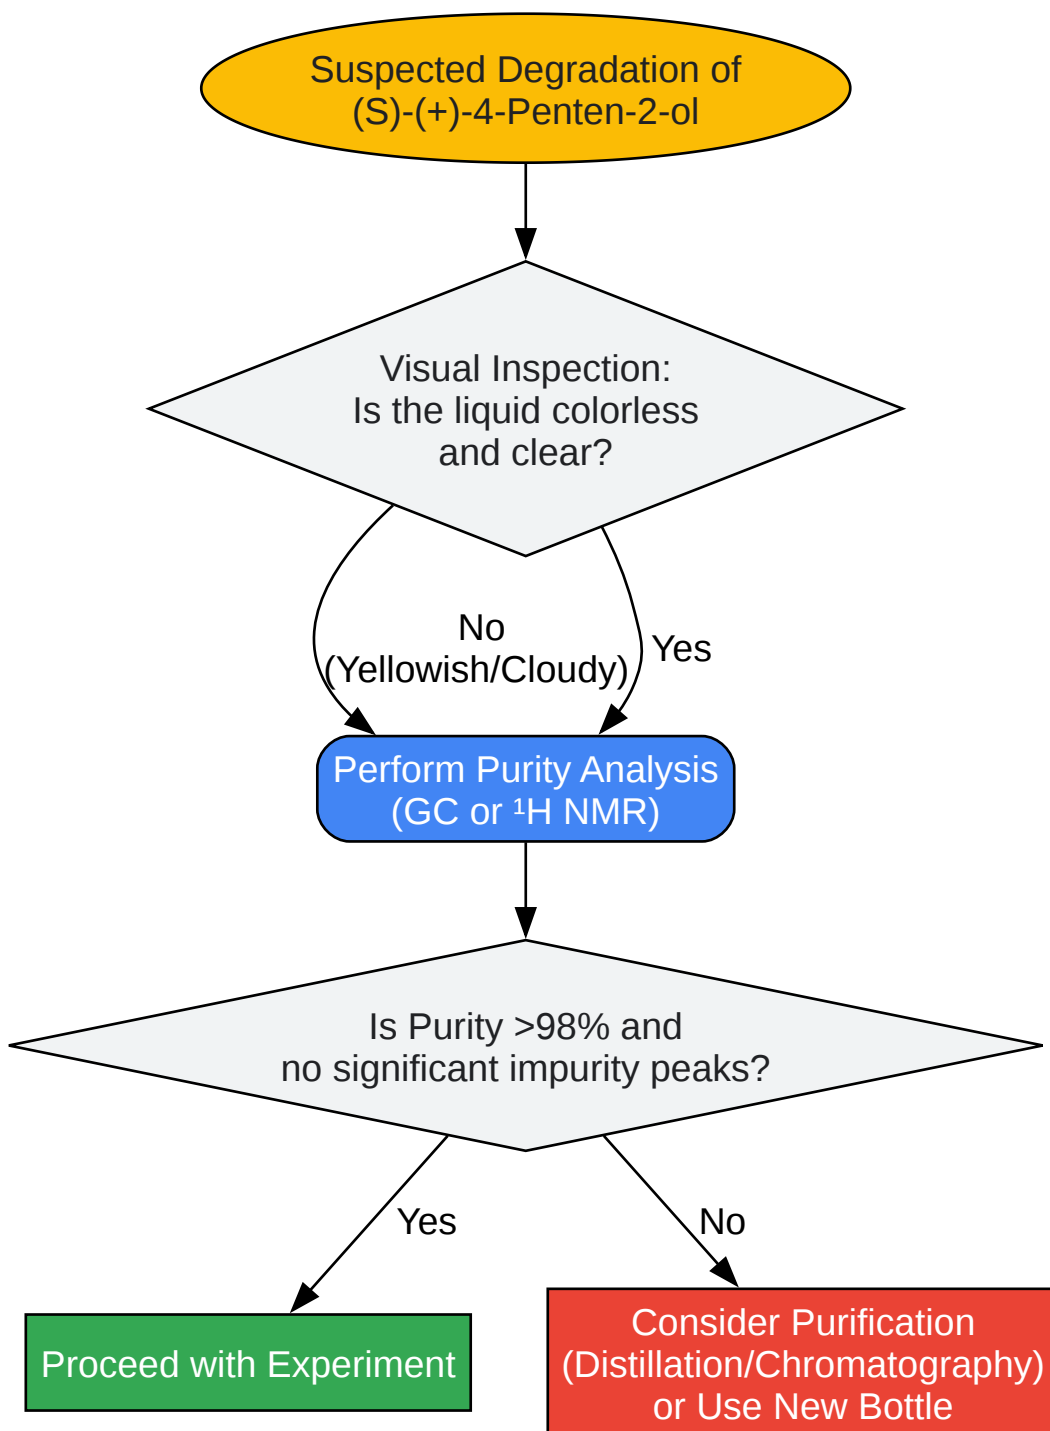 Suspected Degradation of
(S)-(+)-4-Penten-2-ol
Visual Inspection:
Is the liquid colorless
and clear?
No
(Yellowish/Cloudy)
Yes
Perform Purity Analysis
(GC or ¹H NMR)
Is Purity >98% and
no significant impurity peaks?
Yes
No
Proceed with Experiment
Consider Purification
(Distillation/Chromatography)
or Use New Bottle